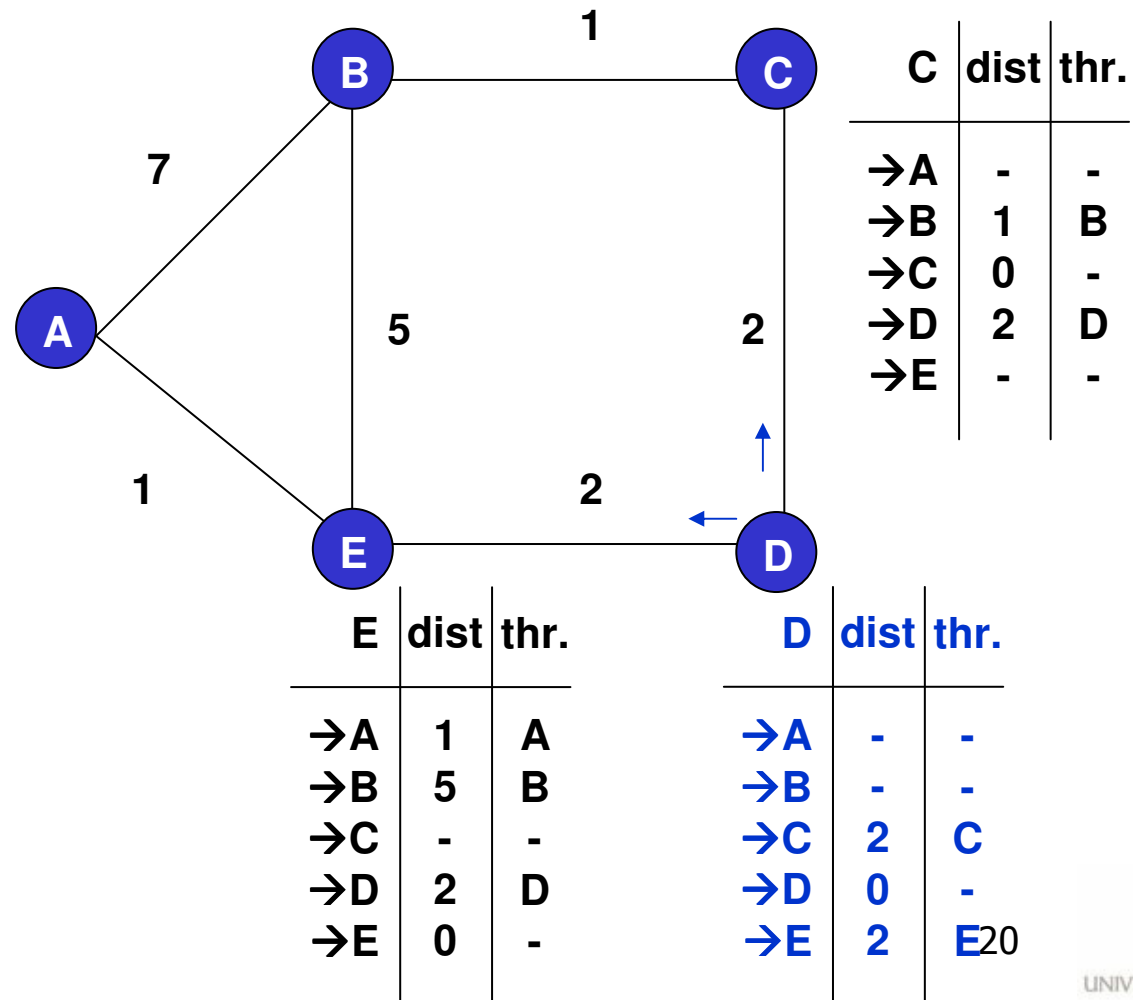 1
B
C
7
A
5
2
1
2
E
D
C dist thr.
→A - -
→B 1 B
→C 0 -
→D 2 D
→E - -
E dist thr.
→A 1 A
→B 5 B
→C - -
→D 2 D
→E 0 -
D dist thr.
→A - -
→B - -
→C 2 C
→D 0 -
→E 2 E
20
UNIV